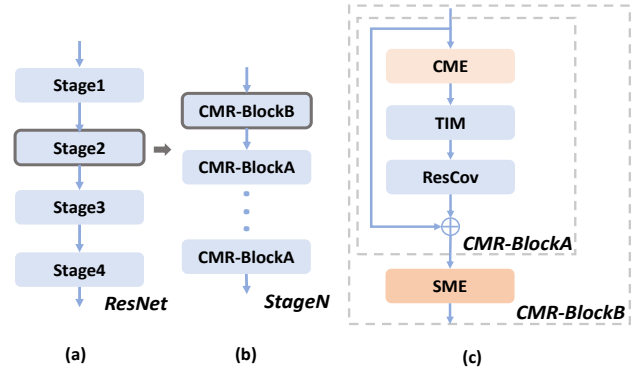 Stage1
Stage2
Stage3
Stage4
ResNet
(a)
CMR-BlockB
CMR-BlockA
CMR-BlockA
StageN
(b)
CME
TIM
ResCov
CMR-BlockA
SME
CMR-BlockB
(c)